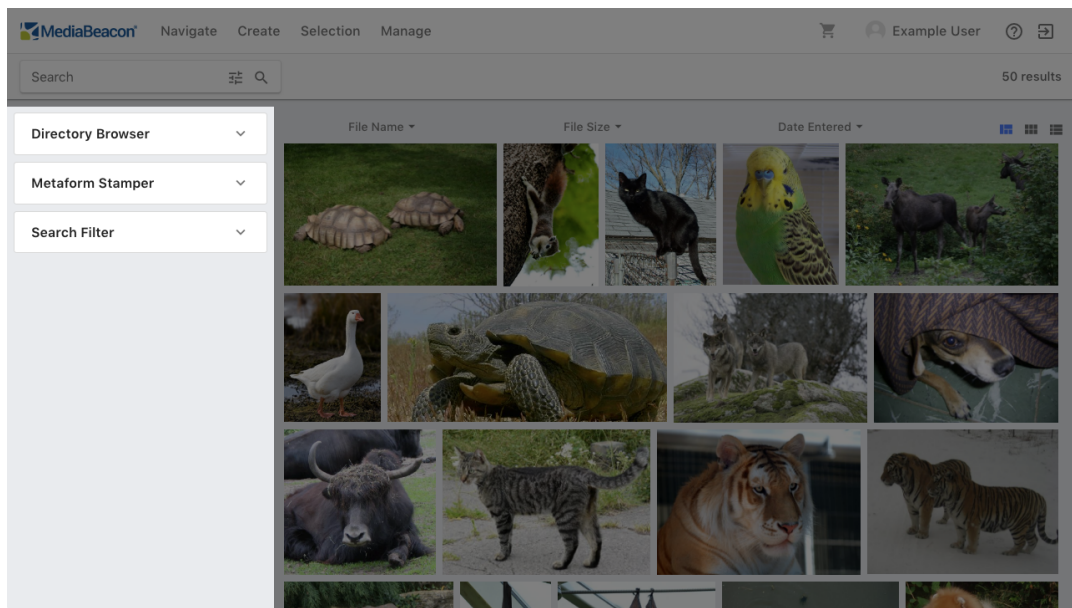 MediaBeacon® Navigate Create Selection Manage Example User
Search 50 results
Directory Browser
Metaform Stamper
Search Filter
File Name File Size Date Entered